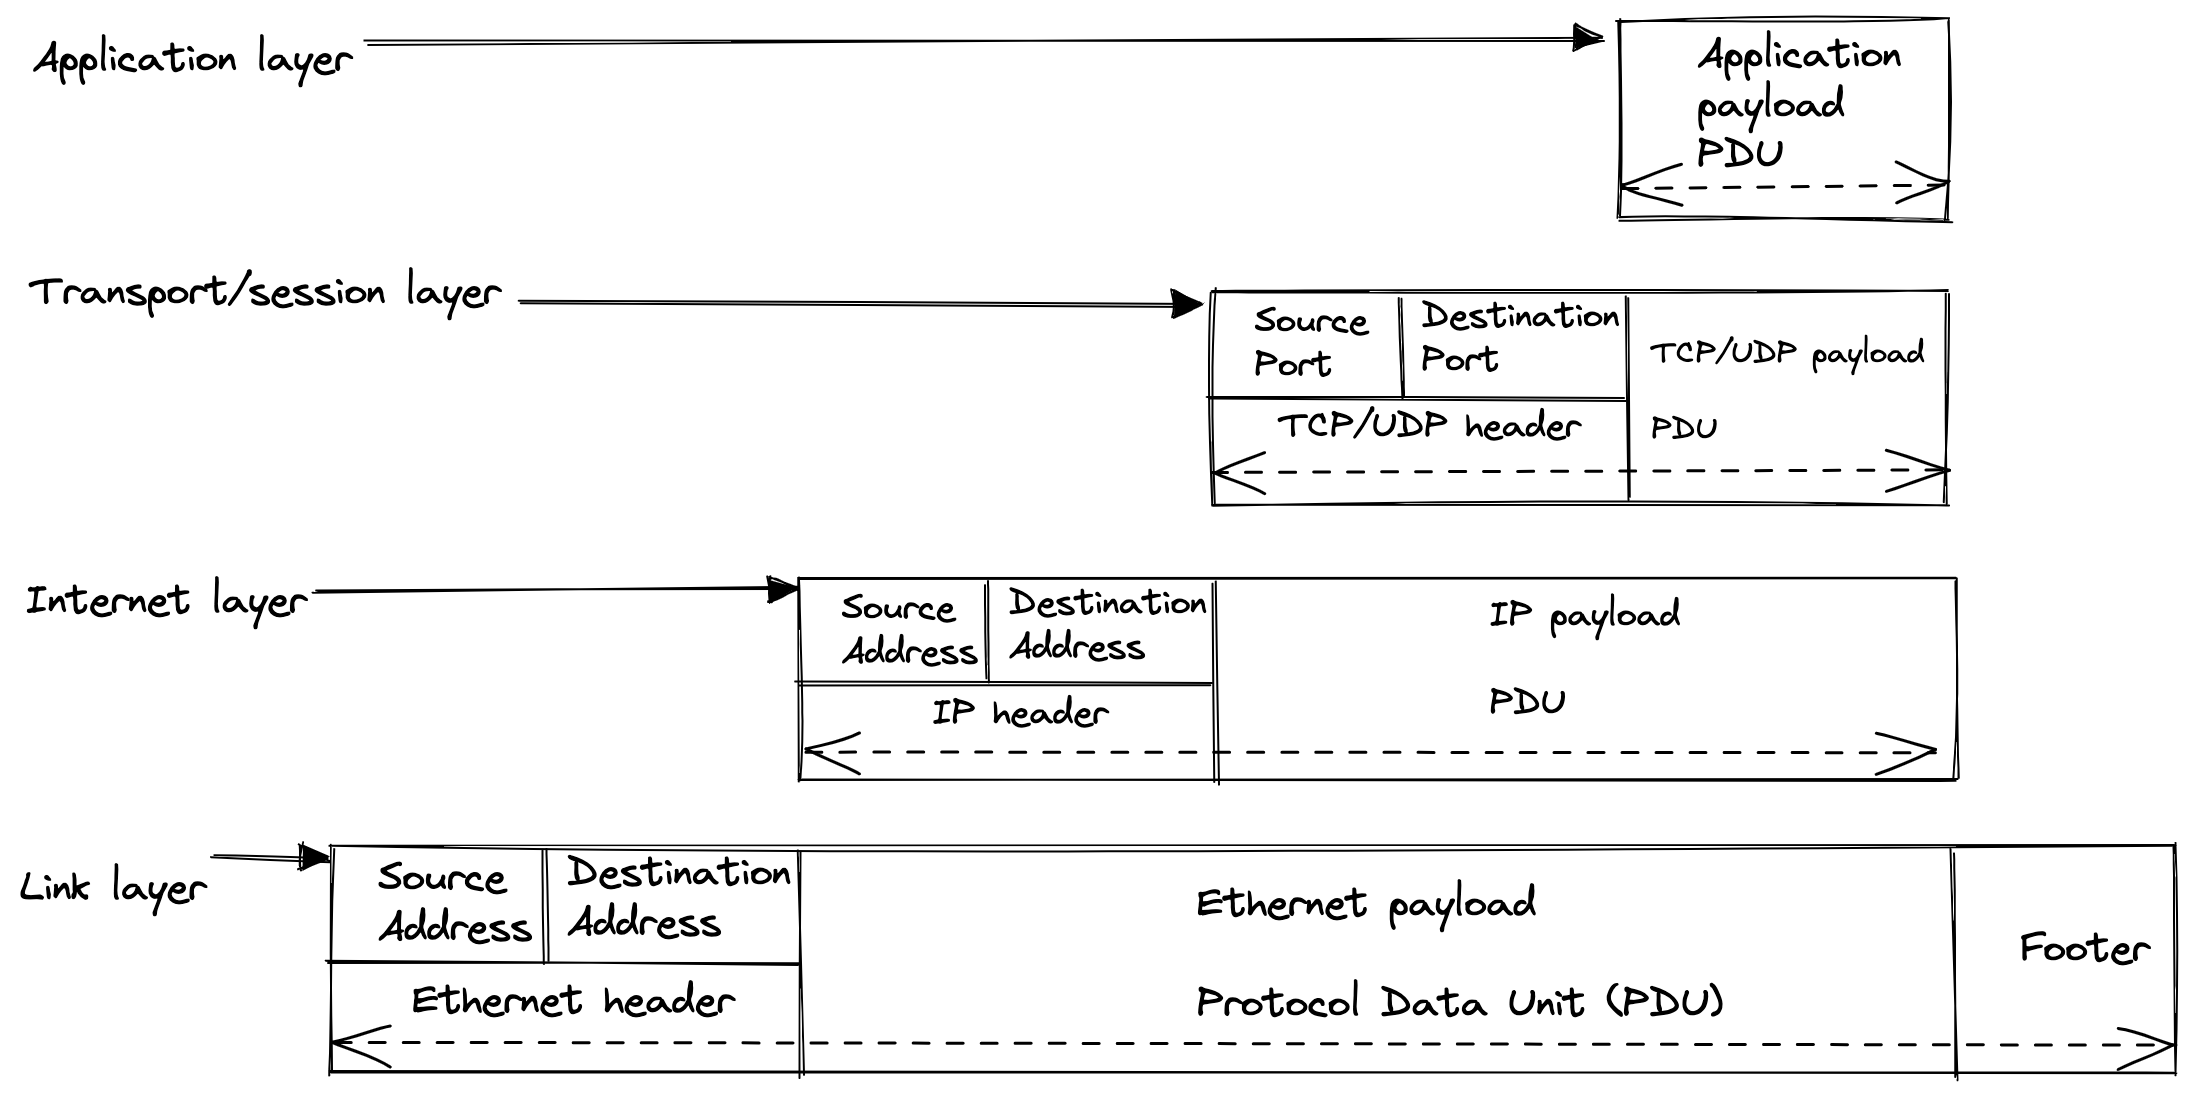 Application layer
Application
payload
PDU
Transport/session layer
Source
Port
Destination
Port
TCP/UDP payload
TCP/UDP header
PDU
Internet layer
Source
Address
Destination
Address
IP payload
IP header
PDU
Link layer
Source
Address
Destination
Address
Ethernet payload
Footer
Ethernet header
Protocol Data Unit (PDU)